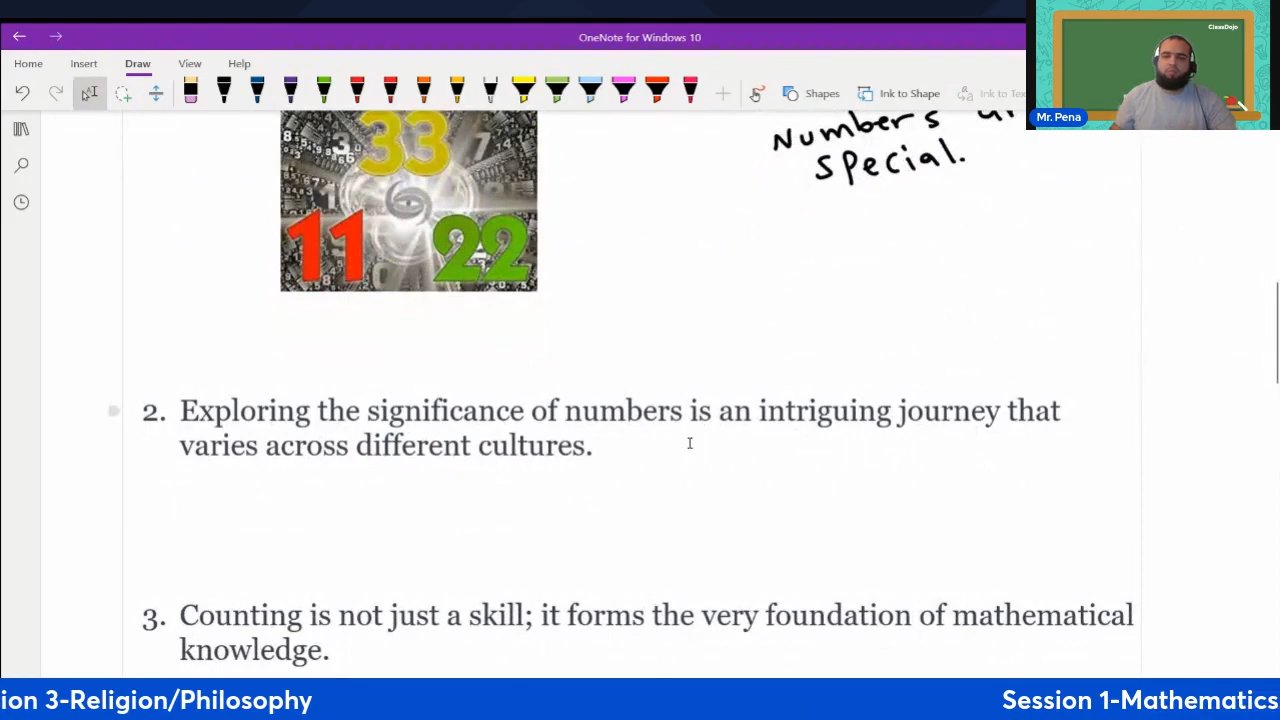 OneNote for Windows 10
ClassDojo
Home Insert Draw View Help
Shapes Ink to Shape
Mr. Pena
Numbers
special.
33
11 22
2. Exploring the significance of numbers is an intriguing journey that
varies across different cultures.
3. Counting is not just a skill; it forms the very foundation of mathematical
knowledge.
ion 3-Religion/Philosophy Session 1-Mathematics